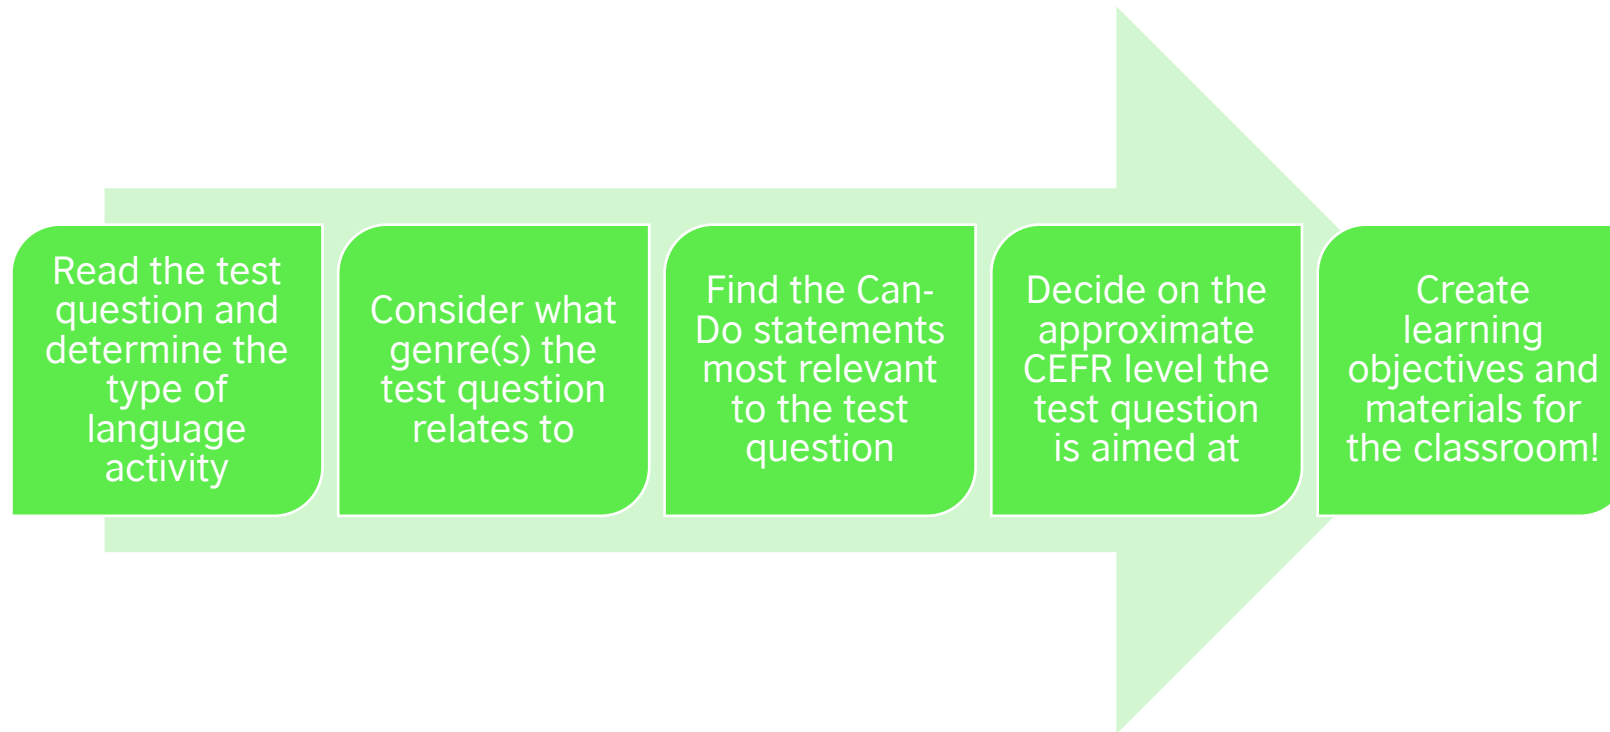 Read the test
question and
determine the
type of
language
activity
Consider what
genre(s) the
test question
relates to
Find the Can-
Do statements
most relevant
to the test
question
Decide on the
approximate
CEFR level the
test question
is aimed at
Create
learning
objectives and
materials for
the classroom!